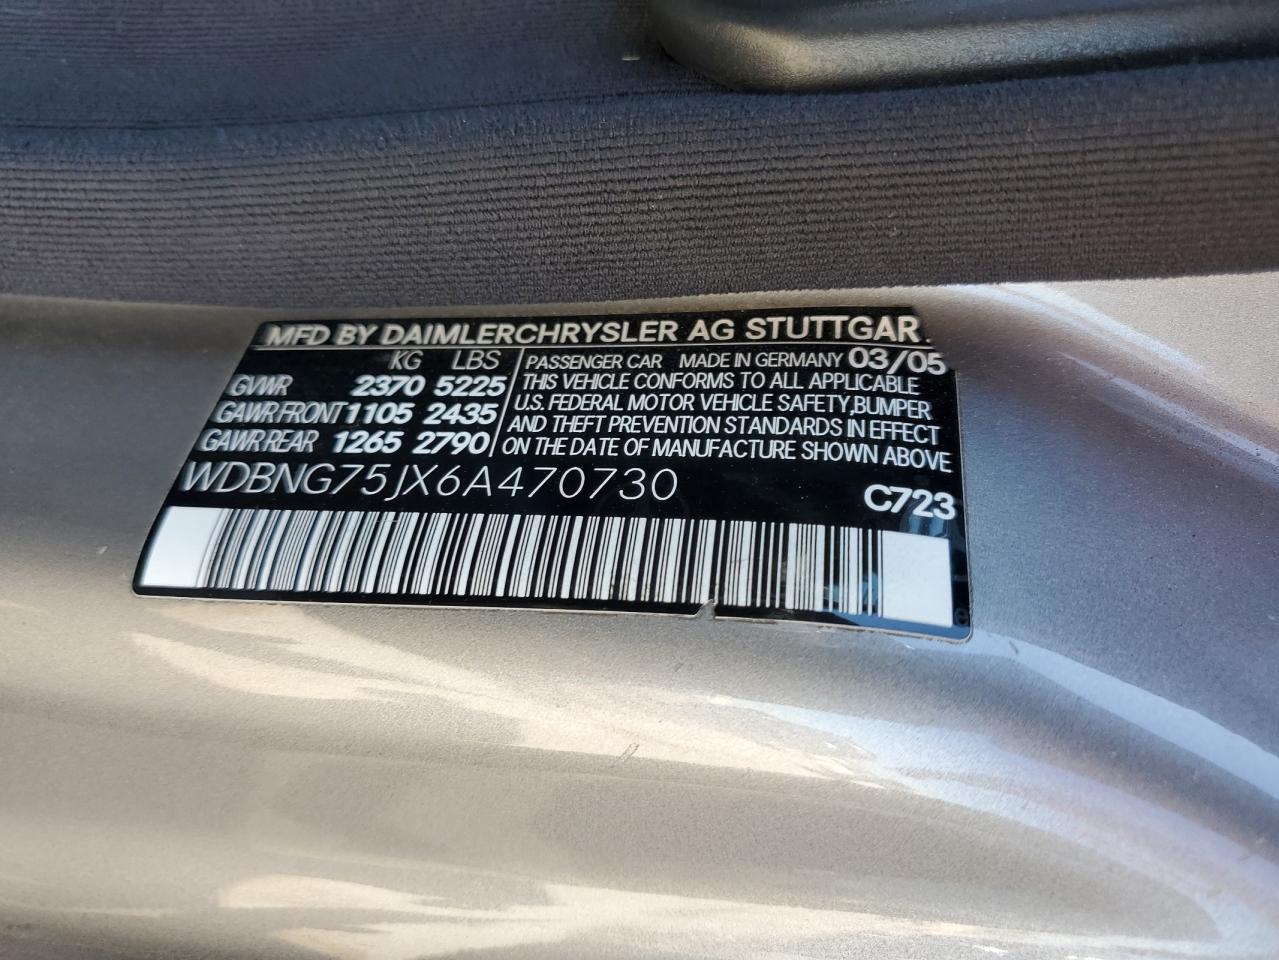 MFD BY DAIMLERCHRYSLER AG STUTTGAR
KG LBS
GVWR 2370 5225
GAWR FRONT 1105 2435
GAWR REAR 1265 2790
PASSENGER CAR MADE IN GERMANY 03/05
THIS VEHICLE CONFORMS TO ALL APPLICABLE
U.S. FEDERAL MOTOR VEHICLE SAFETY,BUMPER
AND THEFT PREVENTION STANDARDS IN EFFECT
ON THE DATE OF MANUFACTURE SHOWN ABOVE
WDBNG75JX6A470730
C723